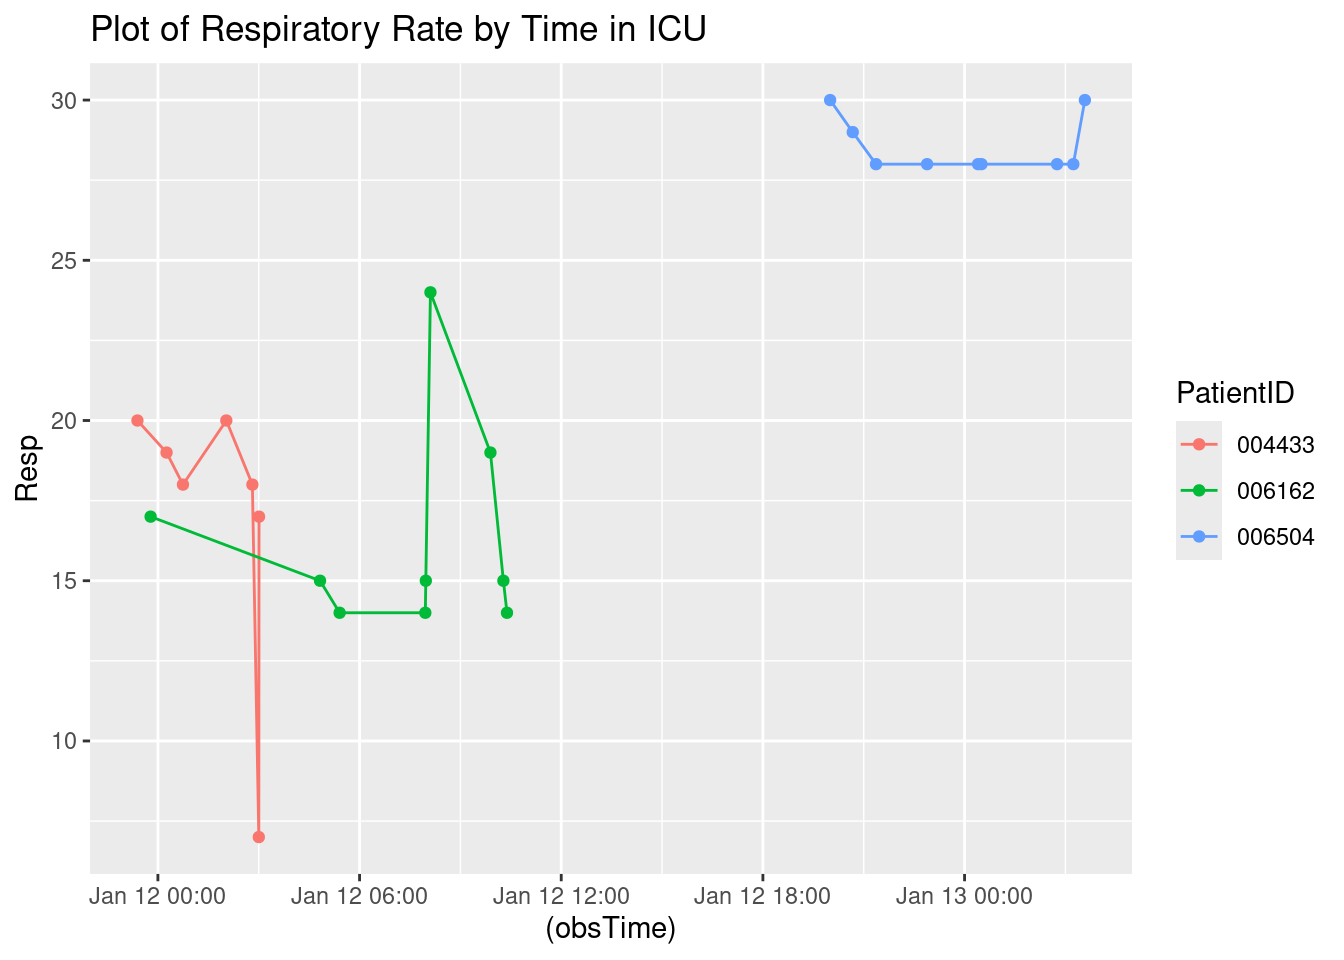 Plot of Respiratory Rate by Time in ICU
30
25
20
15
10
Resp
Jan 12 00:00
Jan 12 06:00
Jan 12 12:00
Jan 12 18:00
Jan 13 00:00
(obsTime)
PatientID
004433
006162
006504